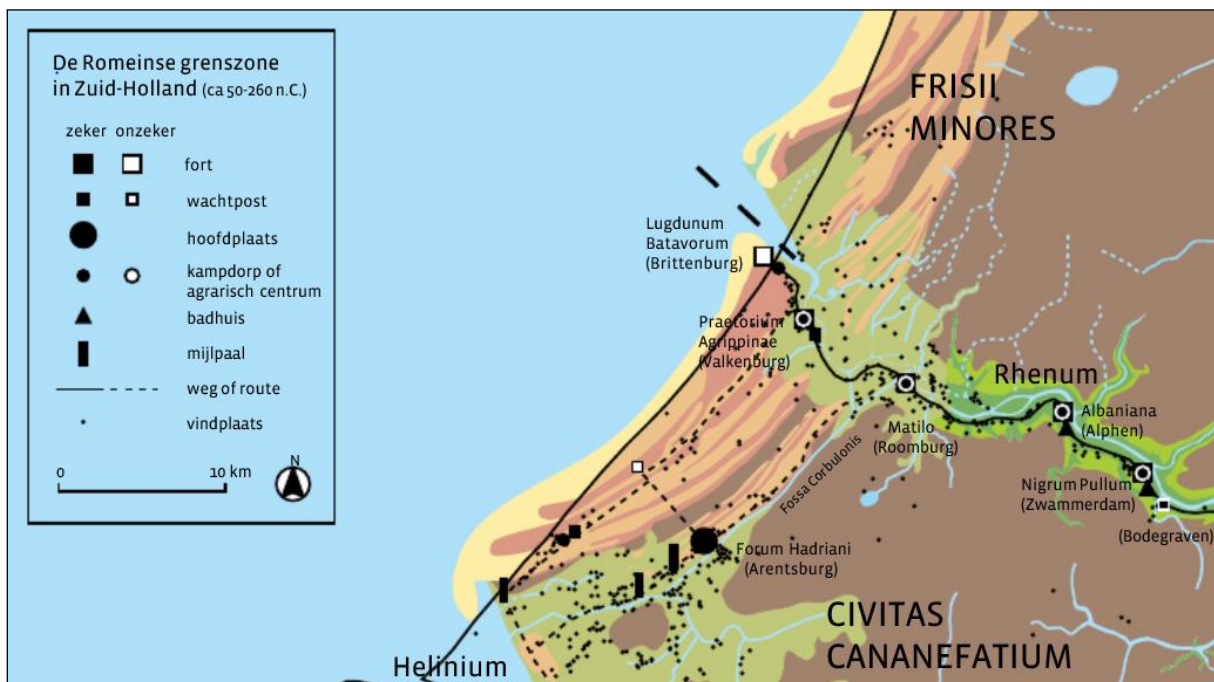 De Romeinse grenszone
in Zuid-Holland (ca 50-260 n.C.)
zeker onzeker
fort
wachtpost
hoofdplaats
kampdorp of
agrarisch centrum
badhuis
mijlpaal
weg of route
vindplaats
0 10 km
N
FRISII
MINORES
Lugdunum
Batavorum
(Brittenburg)
Praetorium
Agrippinae
(Valkenburg)
Rhenum
Albaniana
(Alphen)
Matilo
(Roomburg)
Fossa Corbulonis
Nigrum Pullum
(Zwammerdam)
(Bodegraven)
Forum Hadriani
(Arentsburg)
CIVITAS
CANANEFATIUM
Helinium